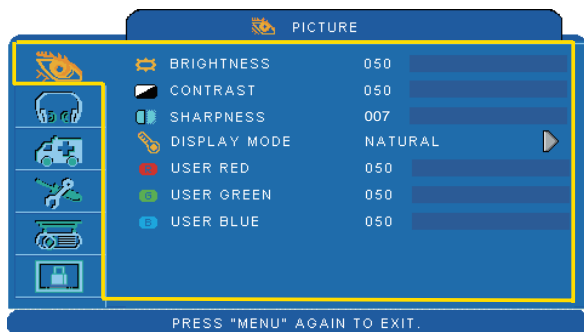 PICTURE
BRIGHTNESS 050
CONTRAST 050
SHARPNESS 007
DISPLAY MODE NATURAL
R USER RED 050
G USER GREEN 050
B USER BLUE 050
PRESS "MENU" AGAIN TO EXIT.